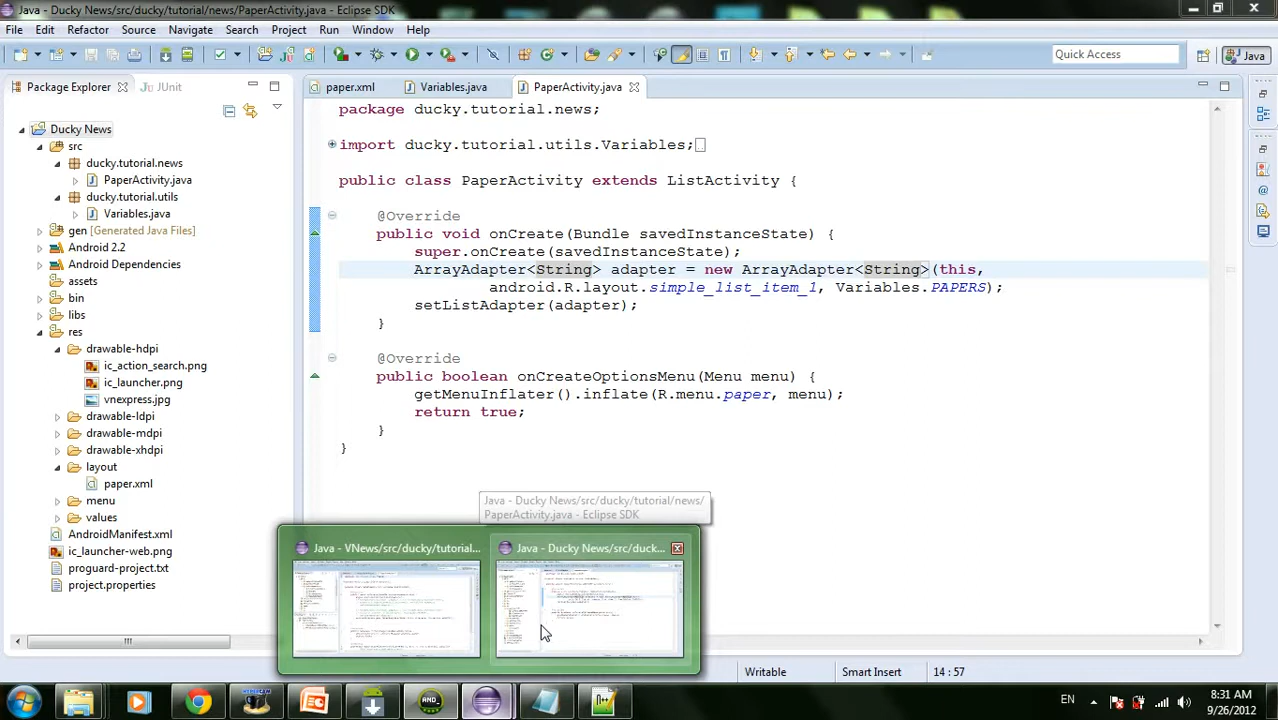 Java - Ducky News/src/ducky/tutorial/news/PaperActivity.java - Eclipse SDK
File Edit Refactor Source Navigate Search Project Run Window Help
Quick Access
Java
Package Explorer
JUnit
paper.xml
Variables.java
PaperActivity.java
Ducky News
src
ducky.tutorial.news
PaperActivity.java
ducky.tutorial.utils
Variables.java
gen [Generated Java Files]
Android 2.2
Android Dependencies
assets
bin
libs
res
drawable-hdpi
ic_action_search.png
ic_launcher.png
vnexpress.jpg
drawable-ldpi
drawable-mdpi
drawable-xhdpi
layout
paper.xml
menu
values
AndroidManifest.xml
ic_launcher-web.png
proguard-project.txt
project.properties
package ducky.tutorial.news;
import ducky.tutorial.utils.Variables;
public class PaperActivity extends ListActivity {
@Override
public void onCreate(Bundle savedInstanceState) {
super.onCreate(savedInstanceState);
ArrayAdapter<String> adapter = new ArrayAdapter<String>(this,
android.R.layout.simple_list_item_1, Variables.PAPERS);
setListAdapter(adapter);
}
@Override
public boolean onCreateOptionsMenu(Menu menu) {
getMenuInflater().inflate(R.menu.paper, menu);
return true;
}
}
Java - Ducky News/src/ducky/tutorial/news/
PaperActivity.java - Eclipse SDK
Java - VNews/src/ducky/tutorial...
Java - Ducky News/src/duck...
Writable
Smart Insert
14 : 57
EN
8:31 AM
9/26/2012